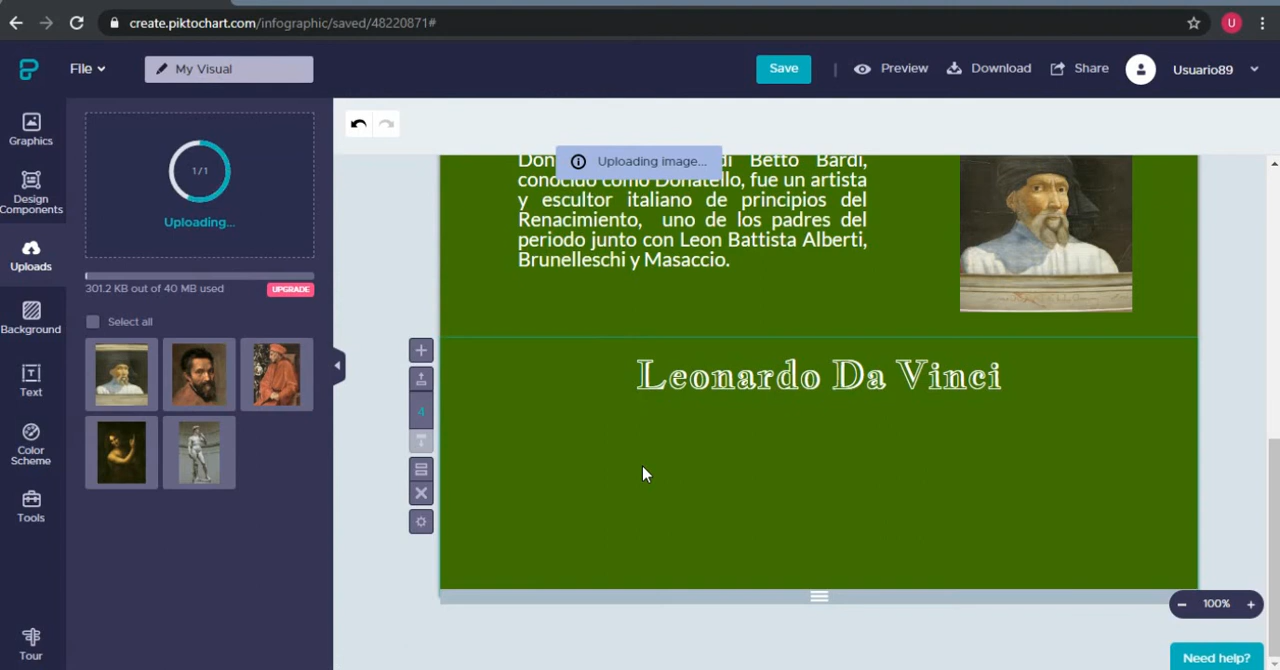 create.piktochart.com/infographic/saved/48220871#
U
File
My Visual
Save
Preview
Download
Share
Usuario89
Graphics
Design Components
Uploads
Background
Text
Color Scheme
Tools
Tour
1/1
Uploading...
301.2 KB out of 40 MB used
UPGRADE
Select all
Uploading image...
Don di Betto Bardi,
conocido como Donatello, fue un artista
y escultor italiano de principios del
Renacimiento, uno de los padres del
periodo junto con Leon Battista Alberti,
Brunelleschi y Masaccio.
4
Leonardo Da Vinci
100%
Need help?